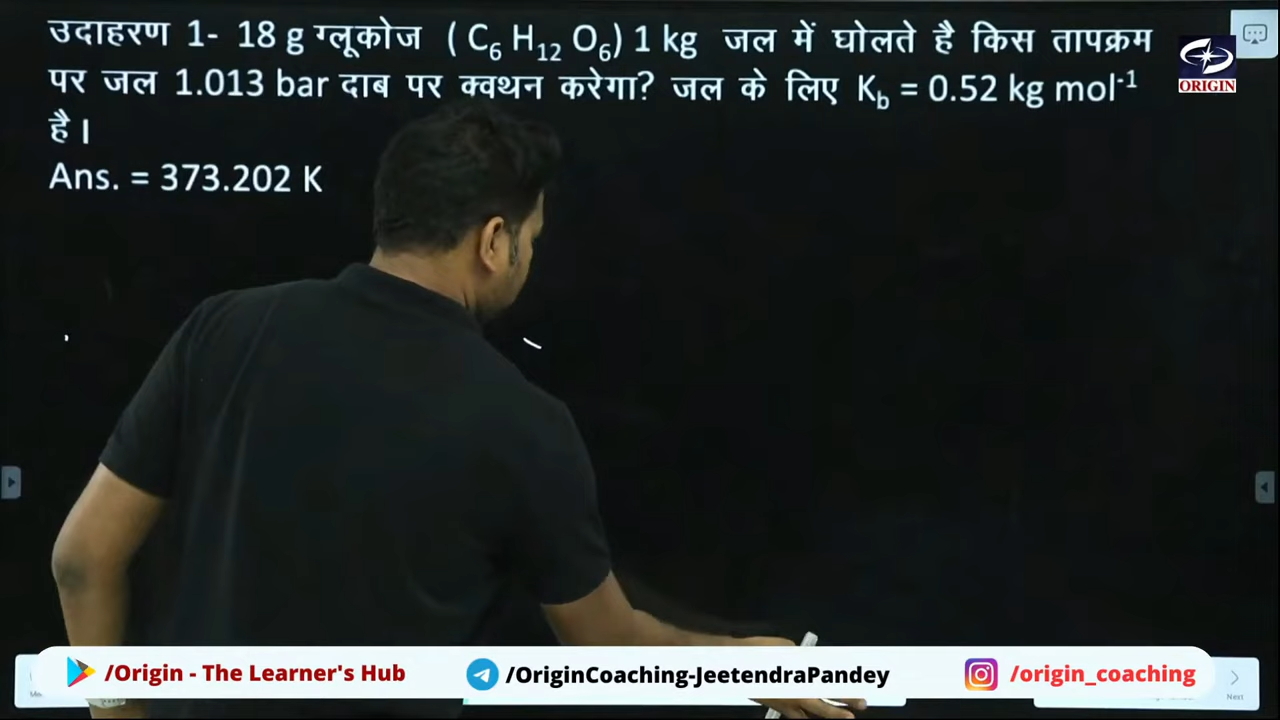 उदाहरण 1- 18 g ग्लूकोज ( C₆ H₁₂ O₆) 1 kg जल में घोलते है किस तापक्रम
पर जल 1.013 bar दाब पर क्वथन करेगा? जल के लिए K_b = 0.52 kg mol⁻¹
है।
Ans. = 373.202 K
ORIGIN
/Origin - The Learner's Hub
/OriginCoaching-JeetendraPandey
/origin_coaching
Next